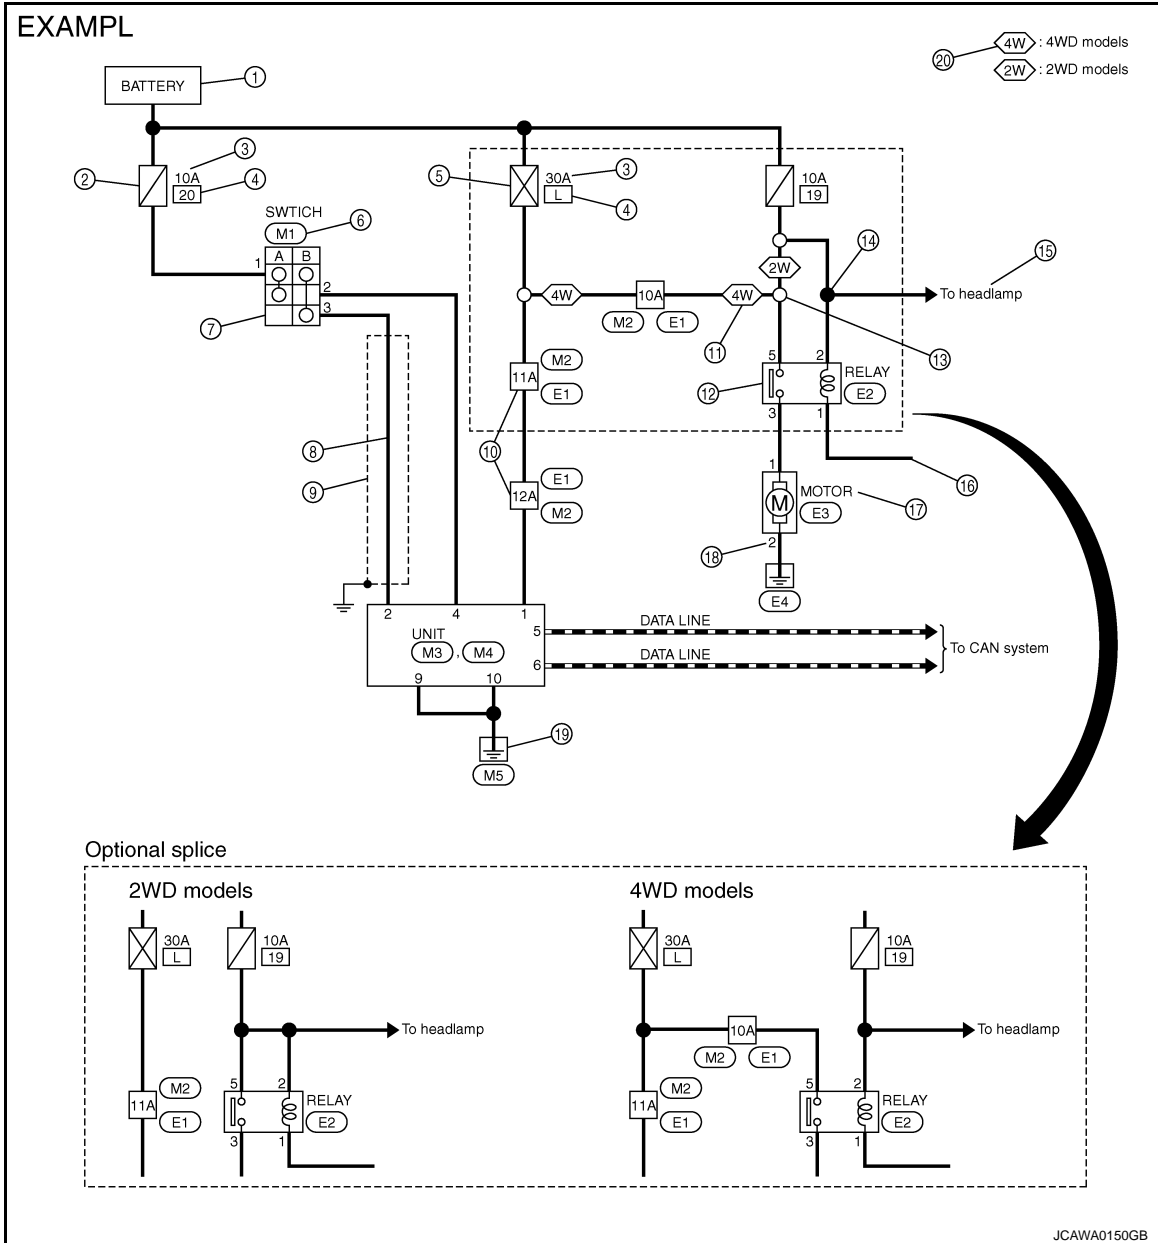 EXAMPL
20 4W : 4WD models
2W : 2WD models
BATTERY 1
2 10A 3
20 4
5 30A 3
L 4
10A
19
SWTICH
M1 6
A B
1
2
3
7
14
15
2W
4W 10A 4W
To headlamp
M2 E1
11
13
11A M2
E1
12
5 2
RELAY
E2
3 1
8
9
10
12A E1
M2
16
1
M MOTOR 17
E3
18 2
E4
2 4 1
UNIT
M3 , M4
5 DATA LINE
6 DATA LINE
To CAN system
9 10
19
M5
Optional splice
2WD models
30A
L
10A
19
To headlamp
11A M2
E1
5 2
RELAY
E2
3 1
4WD models
30A
L
10A
19
10A
To headlamp
M2 E1
11A M2
E1
5 2
RELAY
E2
3 1
JCAWA0150GB